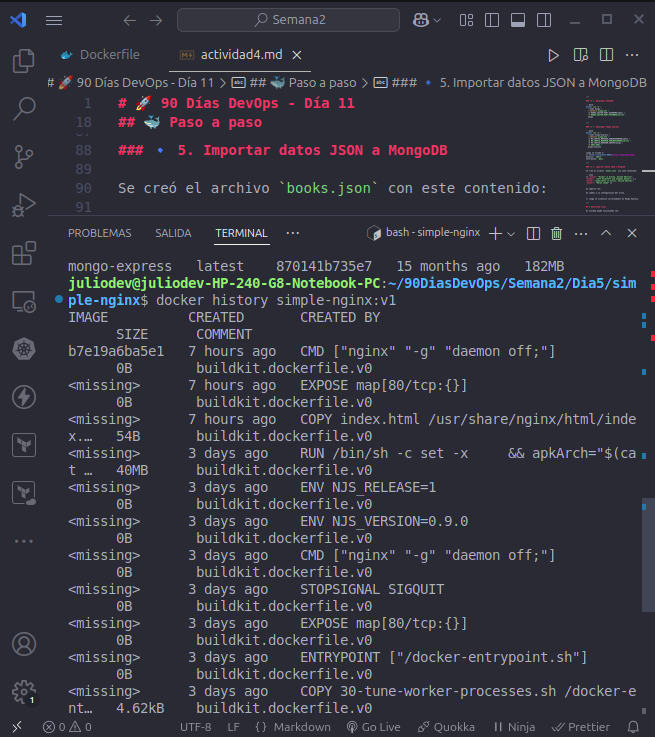 Semana2
Dockerfile
actividad4.md
# 🚀 90 Días DevOps - Día 11 > ## 🐳 Paso a paso > ### 🔹 5. Importar datos JSON a MongoDB
1 # 🚀 90 Días DevOps - Día 11
18 ## 🐳 Paso a paso
88 ### 🔹 5. Importar datos JSON a MongoDB
89
90 Se creó el archivo `books.json` con este contenido:
91
PROBLEMAS SALIDA TERMINAL ··· bash - simple-nginx
mongo-express latest 870141b735e7 15 months ago 182MB
juliodev@juliodev-HP-240-G8-Notebook-PC:~/90DiasDevOps/Semana2/Dia5/sim
ple-nginx$ docker history simple-nginx:v1
IMAGE CREATED CREATED BY
SIZE COMMENT
b7e19a6ba5e1 7 hours ago CMD ["nginx" "-g" "daemon off;"]
0B buildkit.dockerfile.v0
<missing> 7 hours ago EXPOSE map[80/tcp:{}]
0B buildkit.dockerfile.v0
<missing> 7 hours ago COPY index.html /usr/share/nginx/html/inde
x.… 54B buildkit.dockerfile.v0
<missing> 3 days ago RUN /bin/sh -c set -x && apkArch="$(ca
t … 40MB buildkit.dockerfile.v0
<missing> 3 days ago ENV NJS_RELEASE=1
0B buildkit.dockerfile.v0
<missing> 3 days ago ENV NJS_VERSION=0.9.0
0B buildkit.dockerfile.v0
<missing> 3 days ago CMD ["nginx" "-g" "daemon off;"]
0B buildkit.dockerfile.v0
<missing> 3 days ago STOPSIGNAL SIGQUIT
0B buildkit.dockerfile.v0
<missing> 3 days ago EXPOSE map[80/tcp:{}]
0B buildkit.dockerfile.v0
<missing> 3 days ago ENTRYPOINT ["/docker-entrypoint.sh"]
0B buildkit.dockerfile.v0
<missing> 3 days ago COPY 30-tune-worker-processes.sh /docker-e
nt… 4.62kB buildkit.dockerfile.v0
1
0 0 UTF-8 LF {} Markdown Go Live Quokka Ninja Prettier